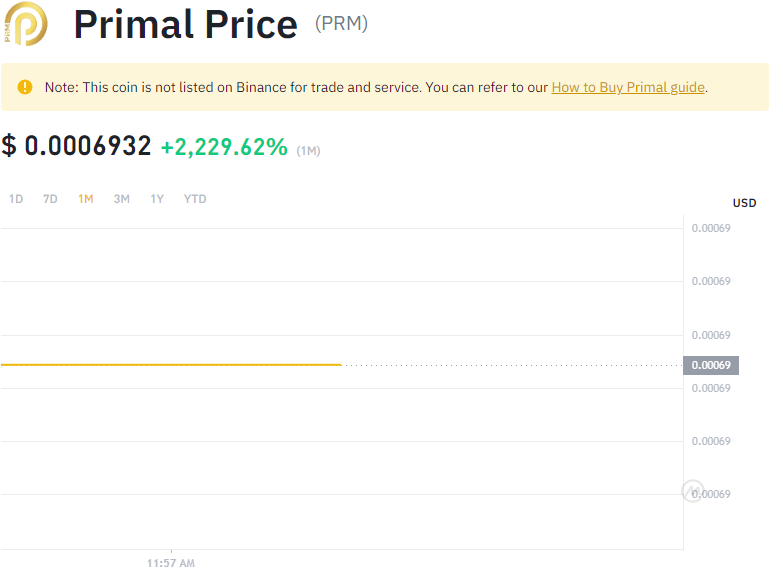 PRM
Primal Price (PRM)
Note: This coin is not listed on Binance for trade and service. You can refer to our How to Buy Primal guide.
$ 0.0006932 +2,229.62% (1M)
1D 7D 1M 3M 1Y YTD
USD
0.00069
0.00069
0.00069
0.00069
0.00069
0.00069
0.00069
11:57 AM